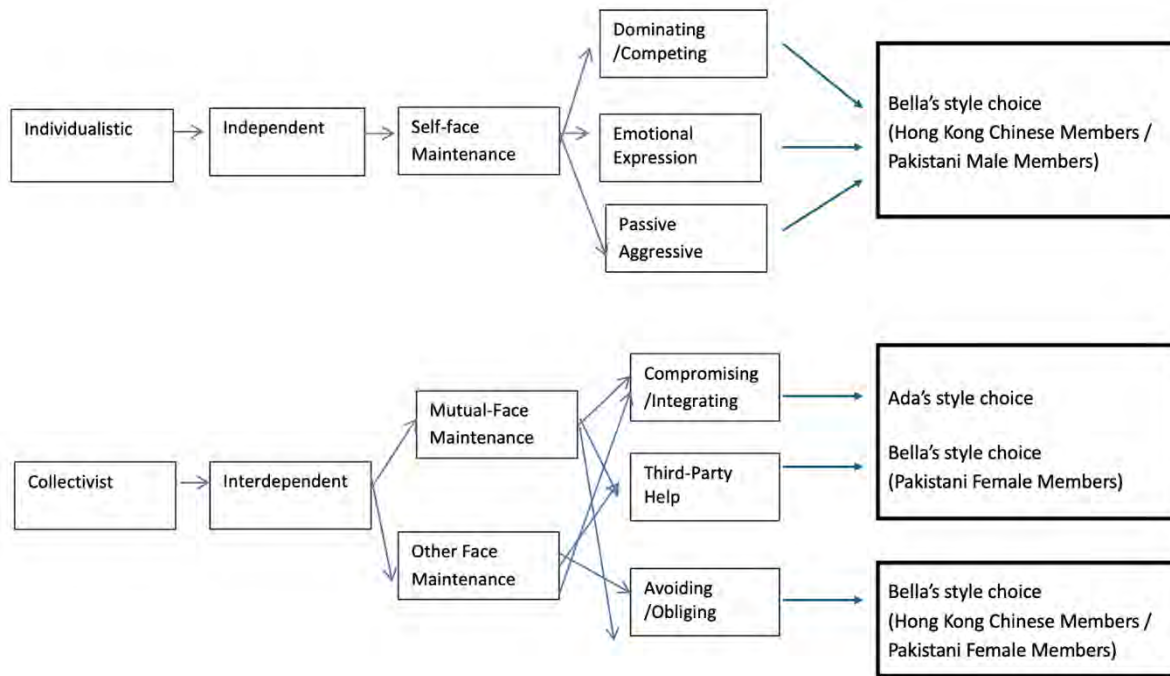 Dominating
/Competing
Individualistic
Independent
Self-face
Maintenance
Emotional
Expression
Passive
Aggressive
Bella’s style choice
(Hong Kong Chinese Members /
Pakistani Male Members)
Collectivist
Interdependent
Mutual-Face
Maintenance
Other Face
Maintenance
Compromising
/Integrating
Third-Party
Help
Avoiding
/Obliging
Ada’s style choice
Bella’s style choice
(Pakistani Female Members)
Bella’s style choice
(Hong Kong Chinese Members /
Pakistani Female Members)